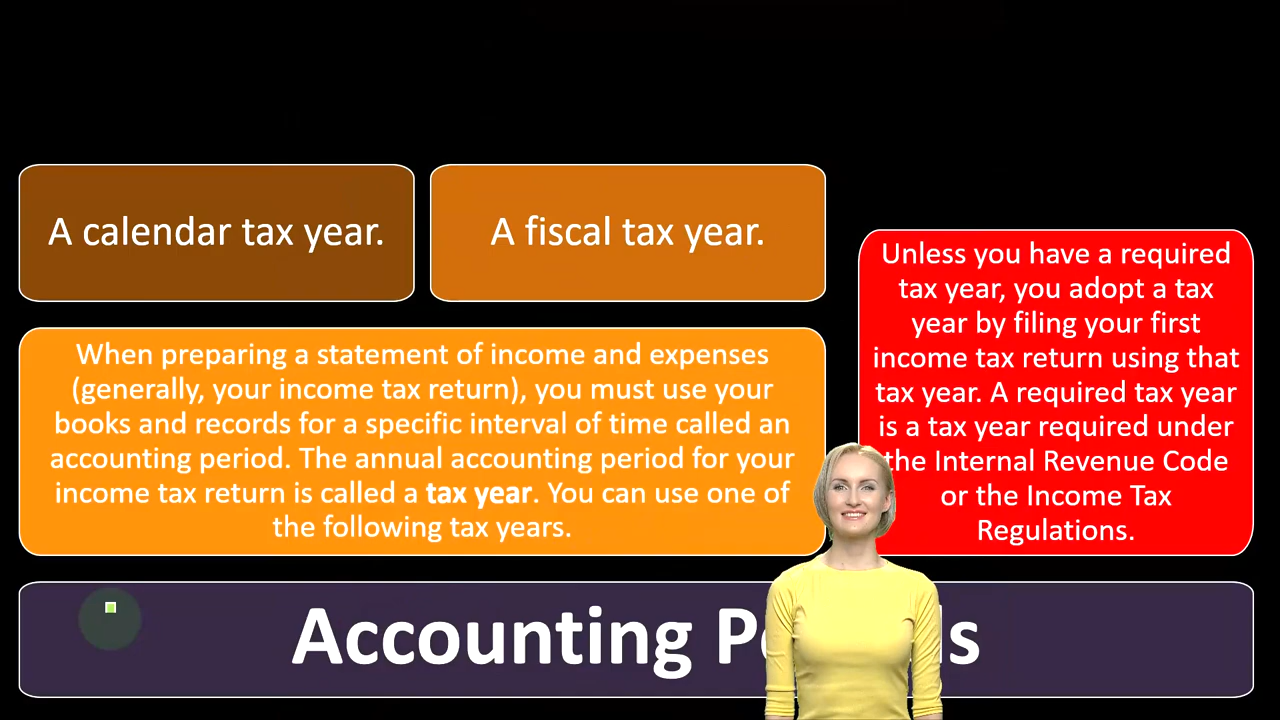 A calendar tax year.
A fiscal tax year.
When preparing a statement of income and expenses
(generally, your income tax return), you must use your
books and records for a specific interval of time called an
accounting period. The annual accounting period for your
income tax return is called a tax year. You can use one of
the following tax years.
Unless you have a required
tax year, you adopt a tax
year by filing your first
income tax return using that
tax year. A required tax year
is a tax year required under
the Internal Revenue Code
or the Income Tax
Regulations.
Accounting